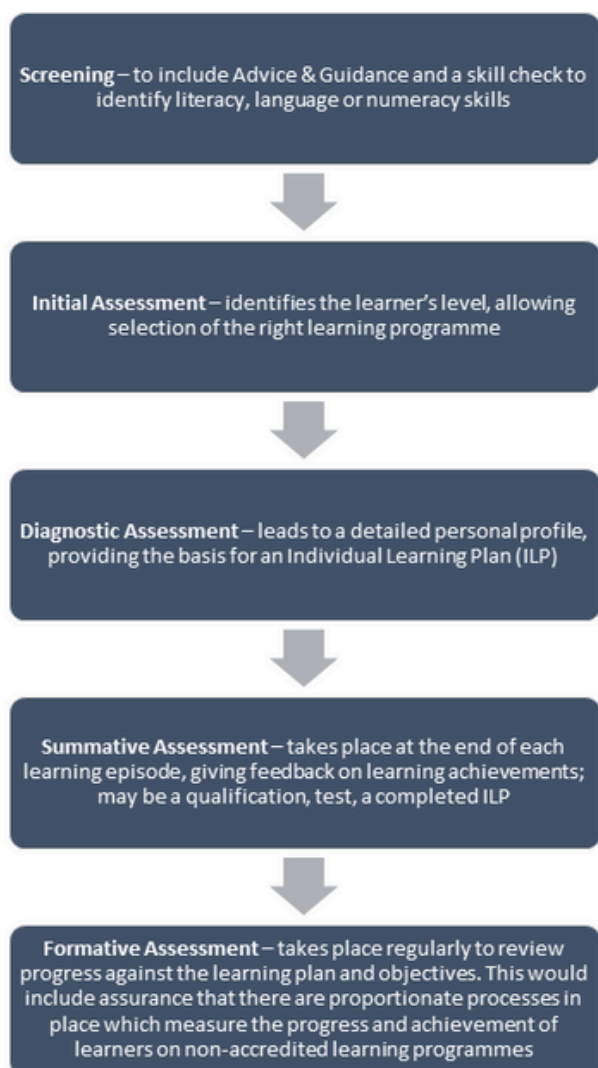 Screening – to include Advice & Guidance and a skill check to
identify literacy, language or numeracy skills
Initial Assessment – identifies the learner's level, allowing
selection of the right learning programme
Diagnostic Assessment – leads to a detailed personal profile,
providing the basis for an Individual Learning Plan (ILP)
Summative Assessment – takes place at the end of each
learning episode, giving feedback on learning achievements;
may be a qualification, test, a completed ILP
Formative Assessment – takes place regularly to review
progress against the learning plan and objectives. This would
include assurance that there are proportionate processes in
place which measure the progress and achievement of
learners on non-accredited learning programmes